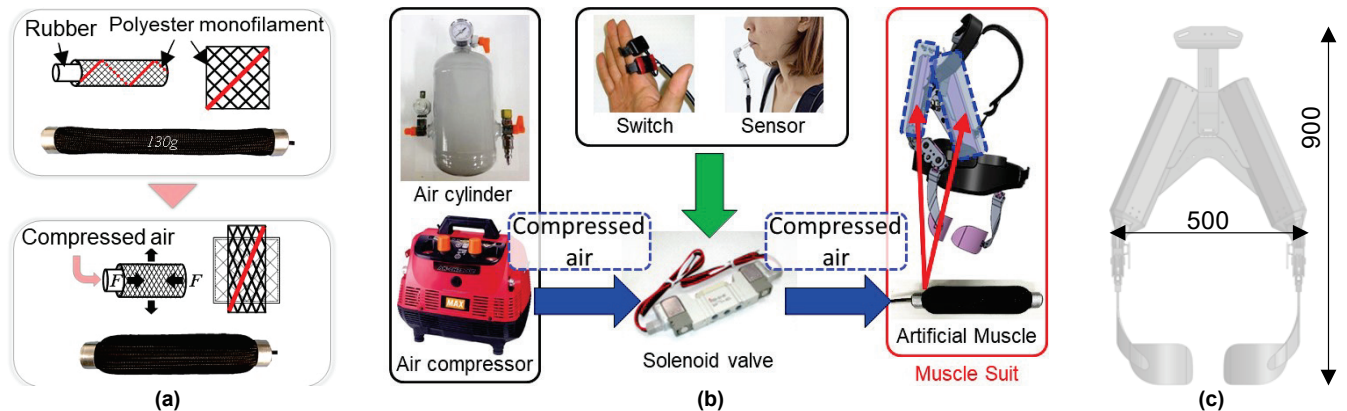 Rubber
Polyester monofilament
130g
Compressed air
F
F
(a)
Air cylinder
MAX
Air compressor
Switch
Sensor
Compressed
air
Solenoid valve
Compressed
air
Artificial Muscle
Muscle Suit
(b)
900
500
(c)